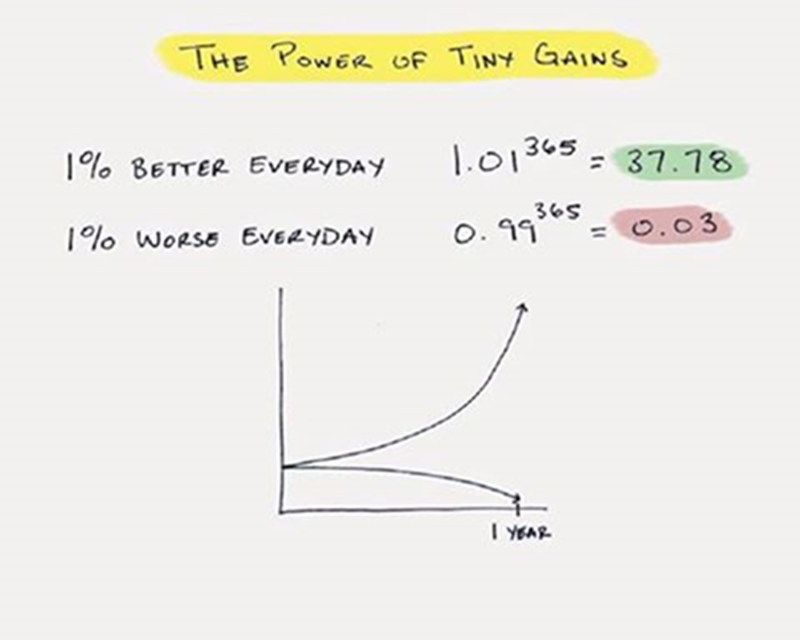 THE POWER OF TINY GAINS
1% BETTER EVERYDAY 1.01^365 = 37.78
1% WORSE EVERYDAY 0.99^365 = 0.03
1 YEAR